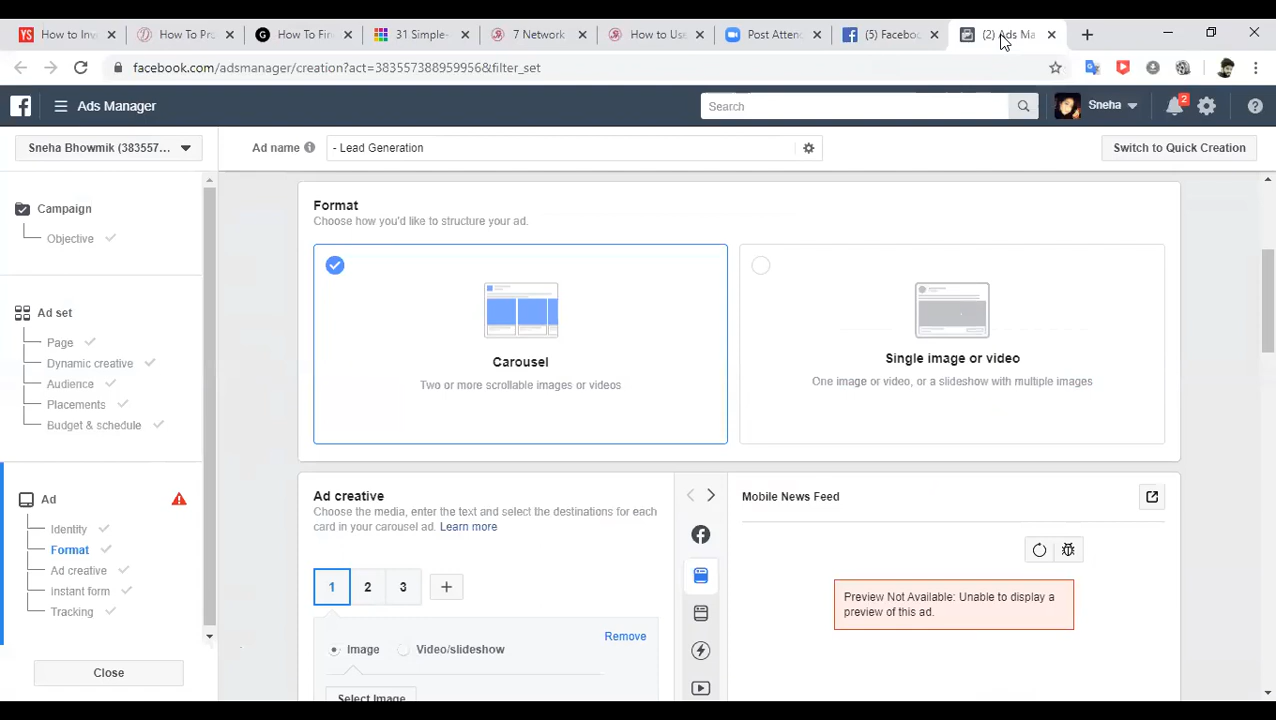 How to Inv
How To Pro
How To Fin
31 Simple
7 Network
How to Use
Post Atten
(5) Facebo
(2) Ads Ma
facebook.com/adsmanager/creation?act=3835573889599568&filter_set
Ads Manager
Search
Sneha
2
Sneha Bhowmik (383557...
Ad name
- Lead Generation
Switch to Quick Creation
Campaign
Objective
Ad set
Page
Dynamic creative
Audience
Placements
Budget & schedule
Ad
Identity
Format
Ad creative
Instant form
Tracking
Close
Format
Choose how you'd like to structure your ad.
Carousel
Two or more scrollable images or videos
Single image or video
One image or video, or a slideshow with multiple images
Ad creative
Choose the media, enter the text and select the destinations for each
card in your carousel ad. Learn more
1 2 3 +
Remove
Image
Video/slideshow
Select Image
Mobile News Feed
Preview Not Available: Unable to display a
preview of this ad.